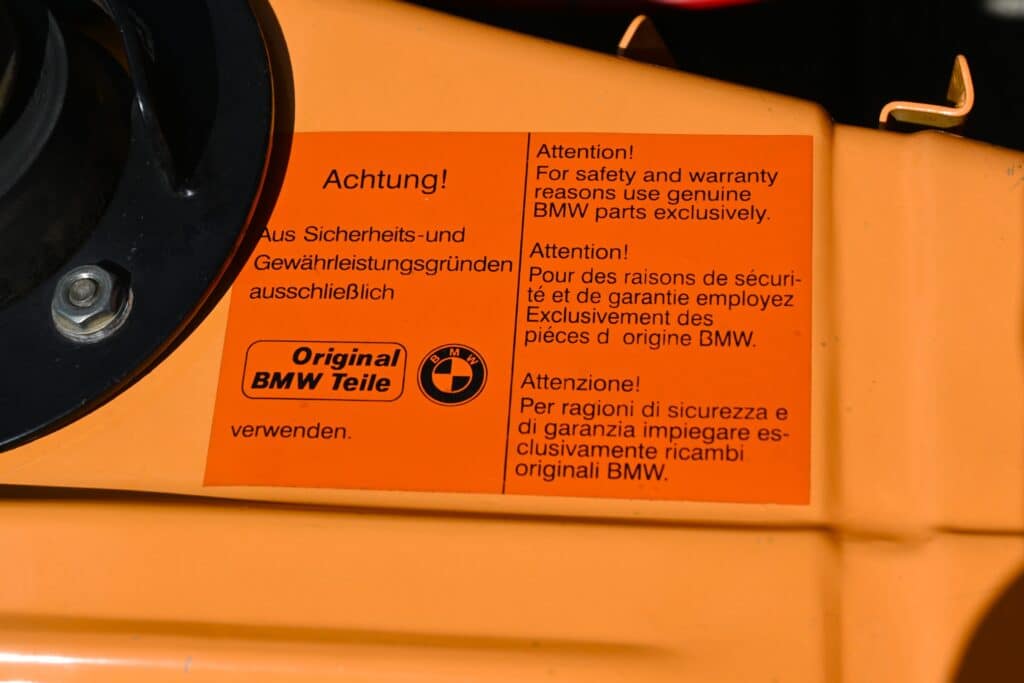 Achtung!
Aus Sicherheits-und
Gewährleistungsgründen
ausschließlich
Original
BMW Teile
BMW
verwenden.
Attention!
For safety and warranty
reasons use genuine
BMW parts exclusively.
Attention!
Pour des raisons de sécuri-
té et de garantie employez
Exclusivement des
piéces d origine BMW.
Attenzione!
Per ragioni di sicurezza e
di garanzia impiegare es-
clusivamente ricambi
originali BMW.